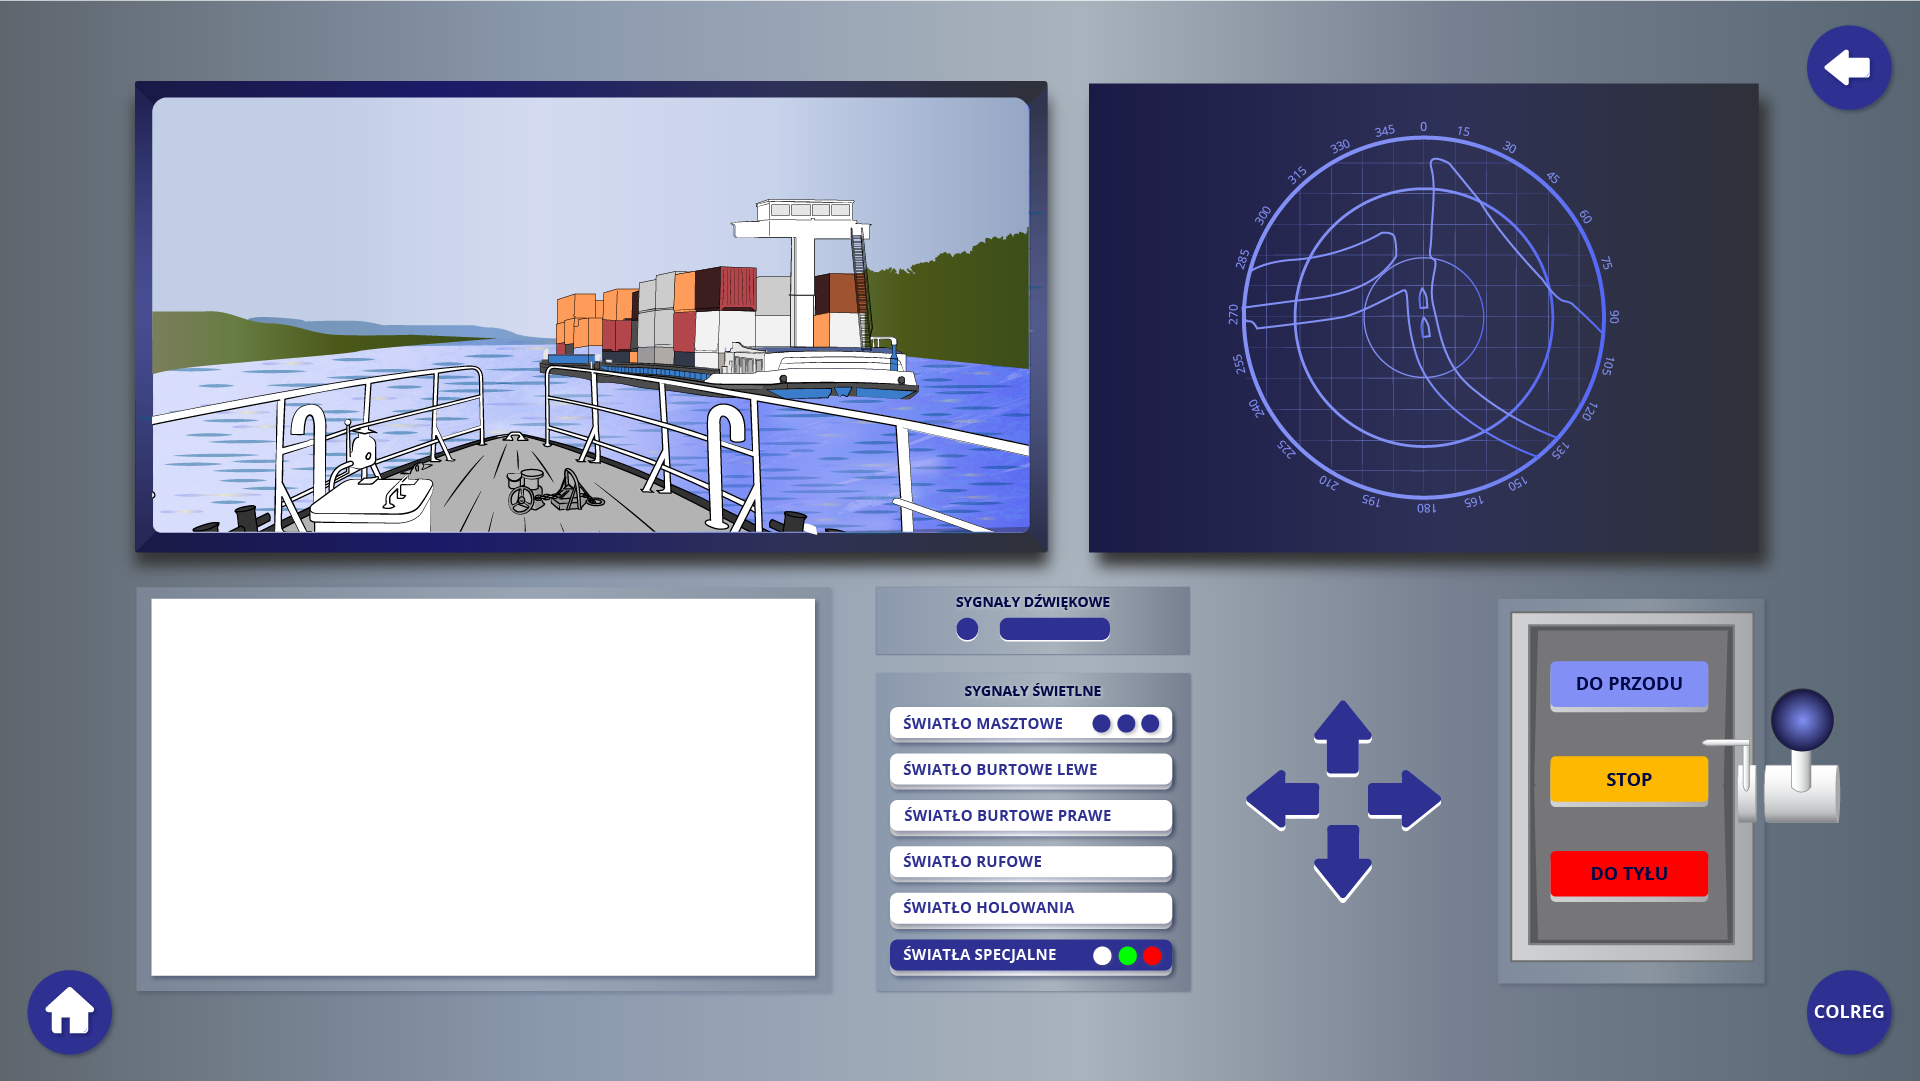 0
15
30
45
60
75
90
105
120
135
150
165
180
195
210
225
240
255
270
285
300
315
330
345
SYGNAŁY DŹWIĘKOWE
SYGNAŁY ŚWIETLNE
ŚWIATŁO MASZTOWE
ŚWIATŁO BURTOWE LEWE
ŚWIATŁO BURTOWE PRAWE
ŚWIATŁO RUFOWE
ŚWIATŁO HOLOWANIA
ŚWIATŁA SPECJALNE
DO PRZODU
STOP
DO TYŁU
COLREG